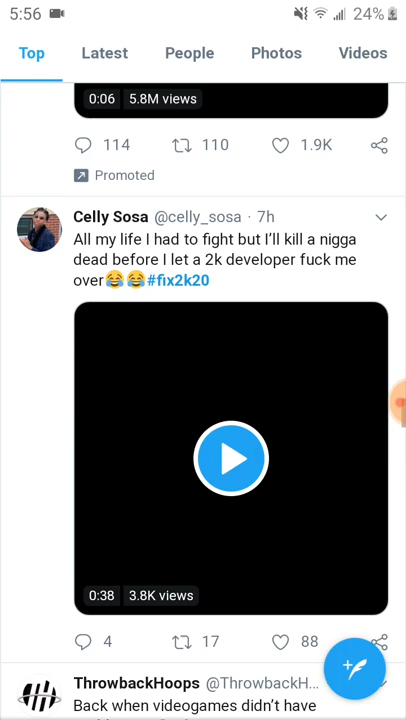 5:56 24%
Top Latest People Photos Videos
0:06 5.8M views
114 110 1.9K
Promoted
Celly Sosa @celly_sosa · 7h
All my life I had to fight but I'll kill a nigga
dead before I let a 2k developer fuck me
over😂😂#fix2k20
0:38 3.8K views
4 17 88
ThrowbackHoops @ThrowbackH...
Back when videogames didn't have